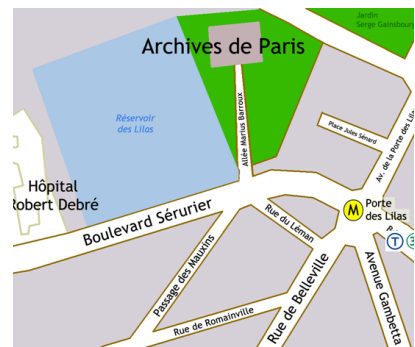 Jardin
Serge Gainsbourg
Archives de Paris
Réservoir
des Lilas
Allée Marius Barroux
Place Jules Sénard
Av. de la Porte des Lilas
Hôpital
Robert Debré
Boulevard Sérurier
M
Porte
des Lilas
P
T
3
Rue du Léman
Passage des Mauxins
Rue de Belleville
Avenue Gambetta
Rue de Romainville